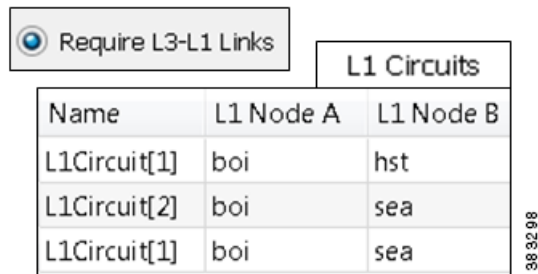 Require L3-L1 Links
L1 Circuits
Name L1 Node A L1 Node B
L1Circuit[1] boi hst
L1Circuit[2] boi sea
L1Circuit[1] boi sea
383298